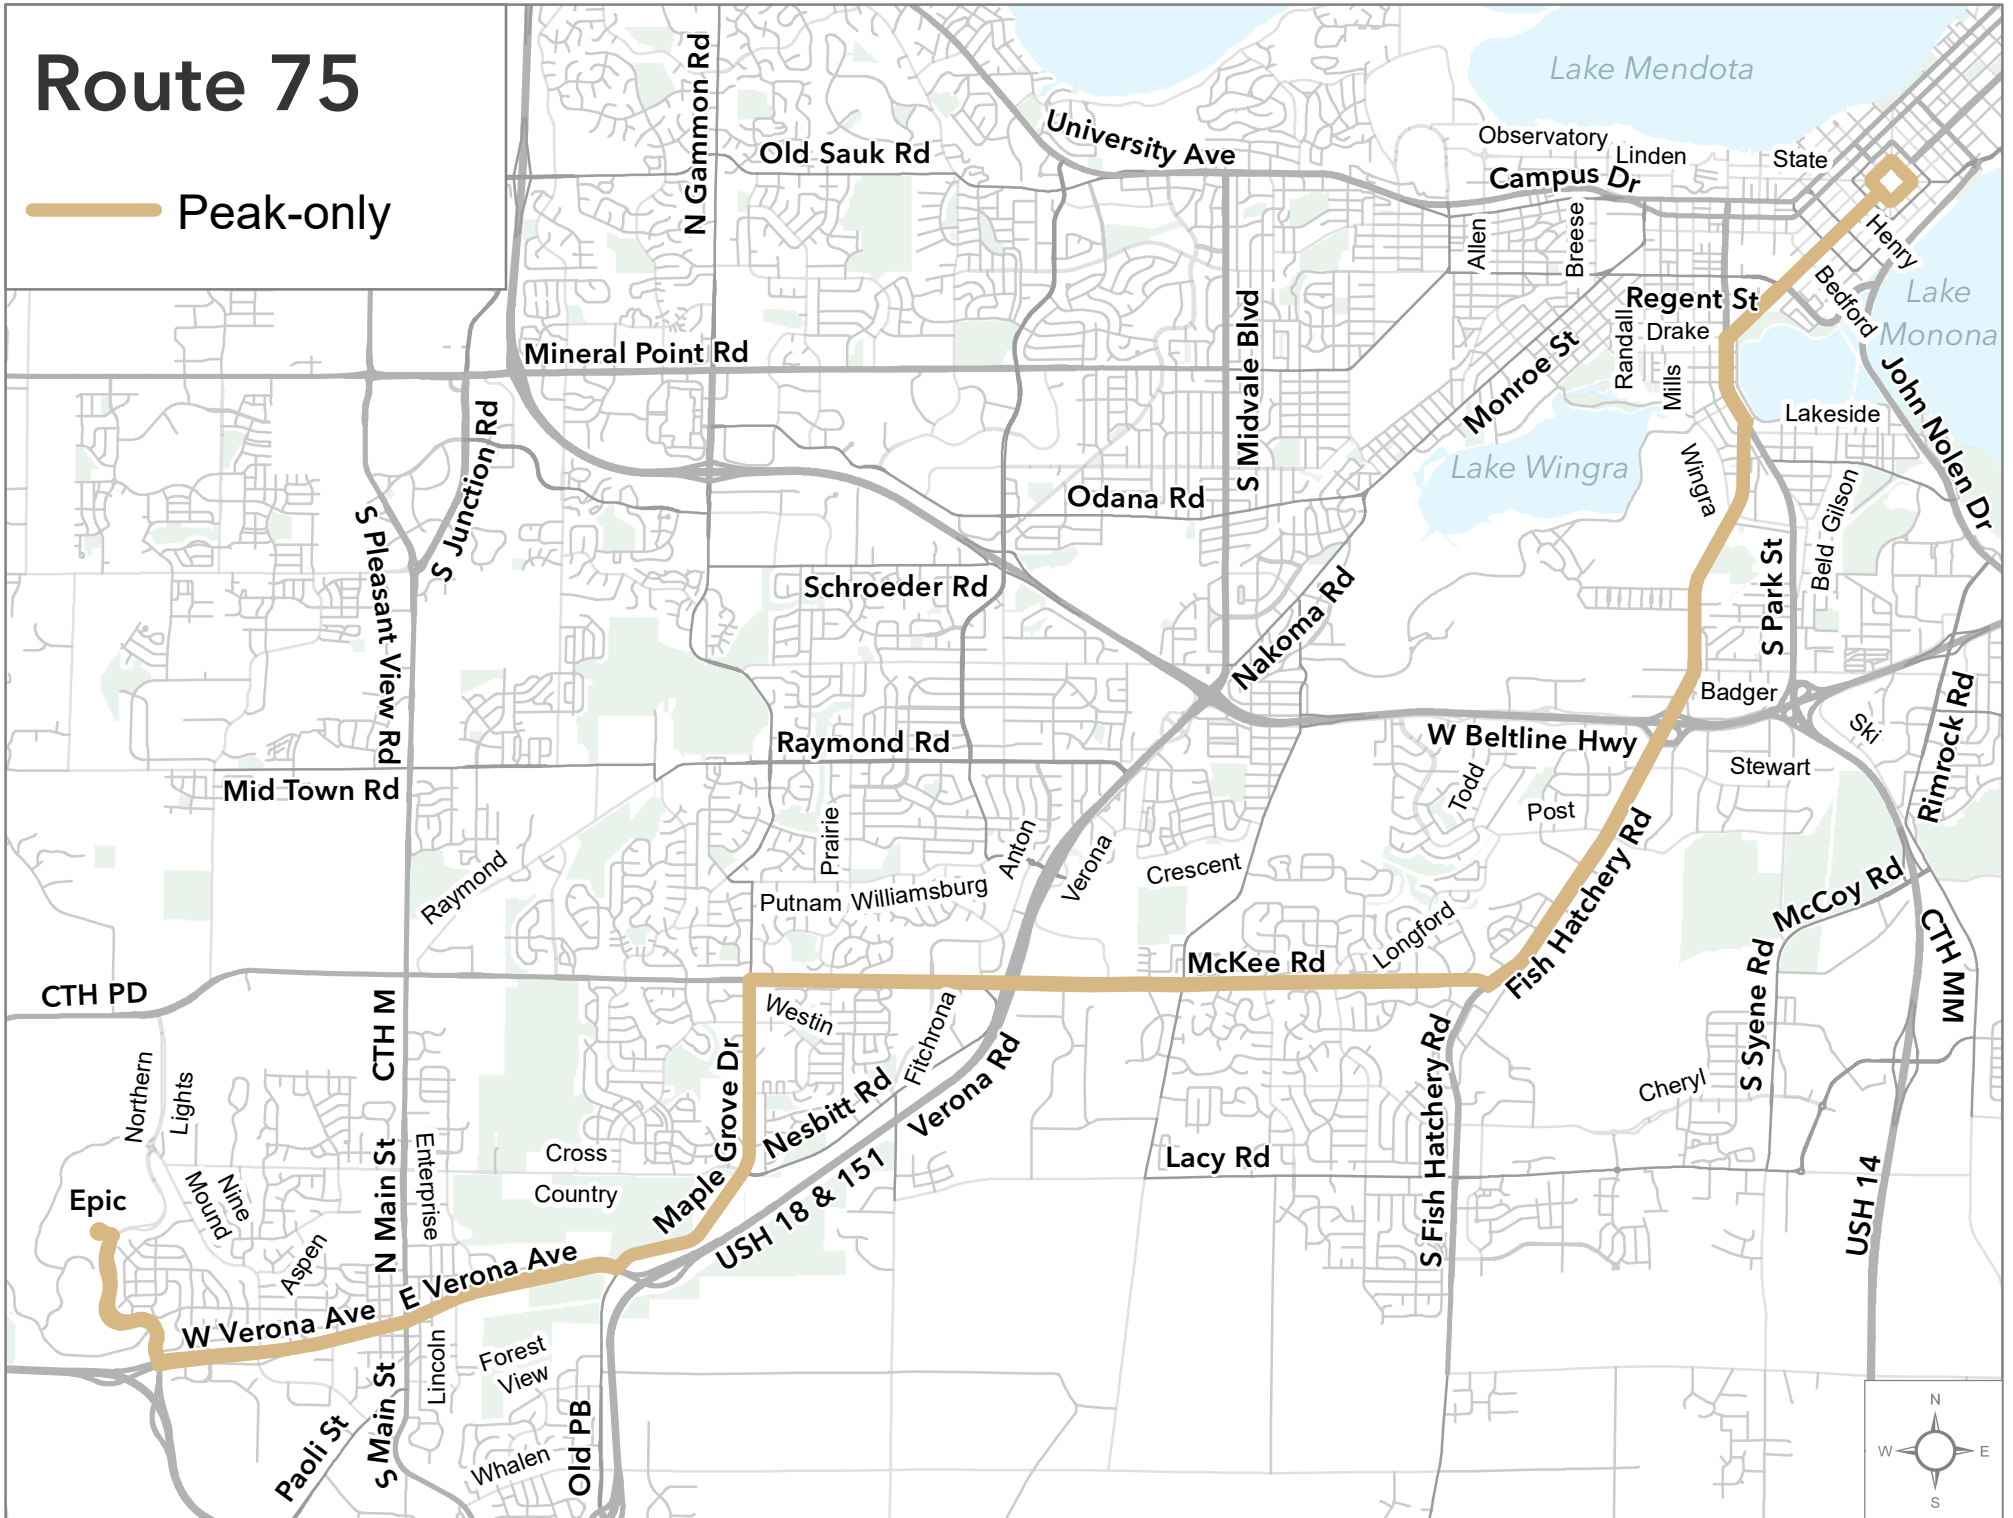 Route 75
Peak-only
Lake Mendota
Observatory
Linden
State
Campus Dr
University Ave
Old Sauk Rd
N Gammon Rd
Allen
Breese
Henry
Bedford
Regent St
Lake
Monona
Randall
Drake
Mills
Monroe St
Mineral Point Rd
S Midvale Blvd
John Nolen Dr
Lakeside
Lake Wingra
Wingra
Gilson
Beld
S Junction Rd
S Pleasant View Rd
Odana Rd
Schroeder Rd
Nakoma Rd
S Park St
Badger
Ski
Rimrock Rd
W Beltline Hwy
Stewart
Raymond Rd
Mid Town Rd
Todd
Post
Prairie
Anton
Verona
Crescent
Raymond
Putnam
Williamsburg
Fish Hatchery Rd
McCoy Rd
Longford
McKee Rd
CTH PD
CTH M
Westin
Fitchrona
S Syene Rd
CTH MM
Northern
Lights
Maple Grove Dr
Nesbitt Rd
Verona Rd
S Fish Hatchery Rd
Cheryl
Cross
Country
Enterprise
N Main St
Nine
Mound
Epic
Lacy Rd
USH 18 & 151
USH 14
Aspen
E Verona Ave
W Verona Ave
Lincoln
Forest
View
S Main St
Paoli St
Whalen
Old PB
N
W
E
S